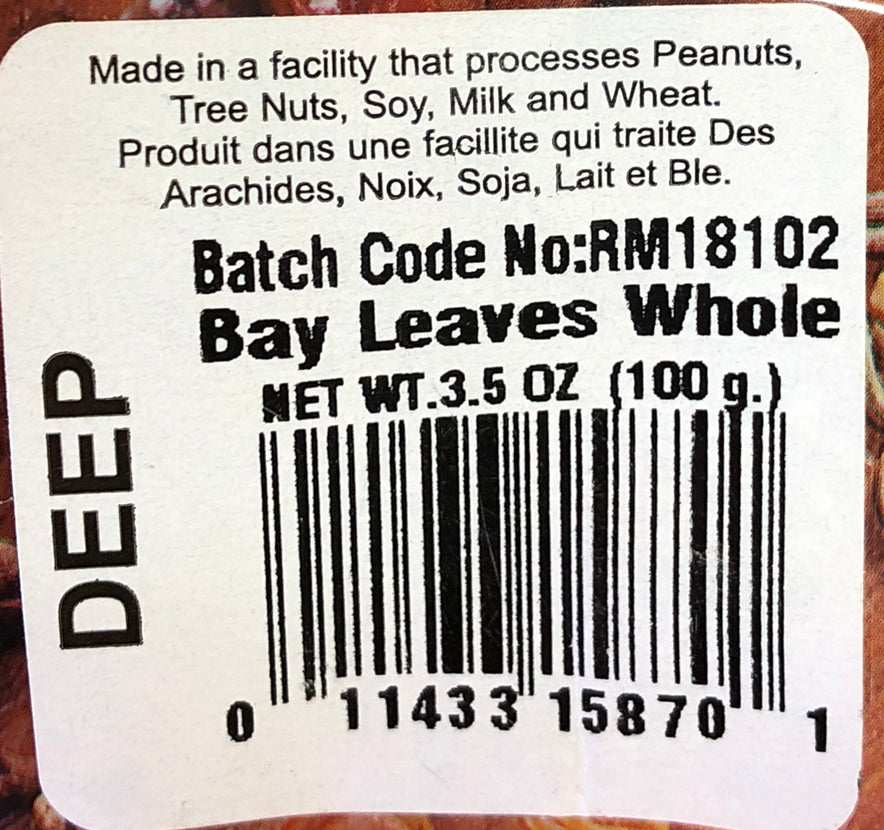 Made in a facility that processes Peanuts,
Tree Nuts, Soy, Milk and Wheat.
Produit dans une facillite qui traite Des
Arachides, Noix, Soja, Lait et Ble.
Batch Code No:RM18102
Bay Leaves Whole
NET WT.3.5 OZ (100 g.)
DEEP
0 11433 15870 1